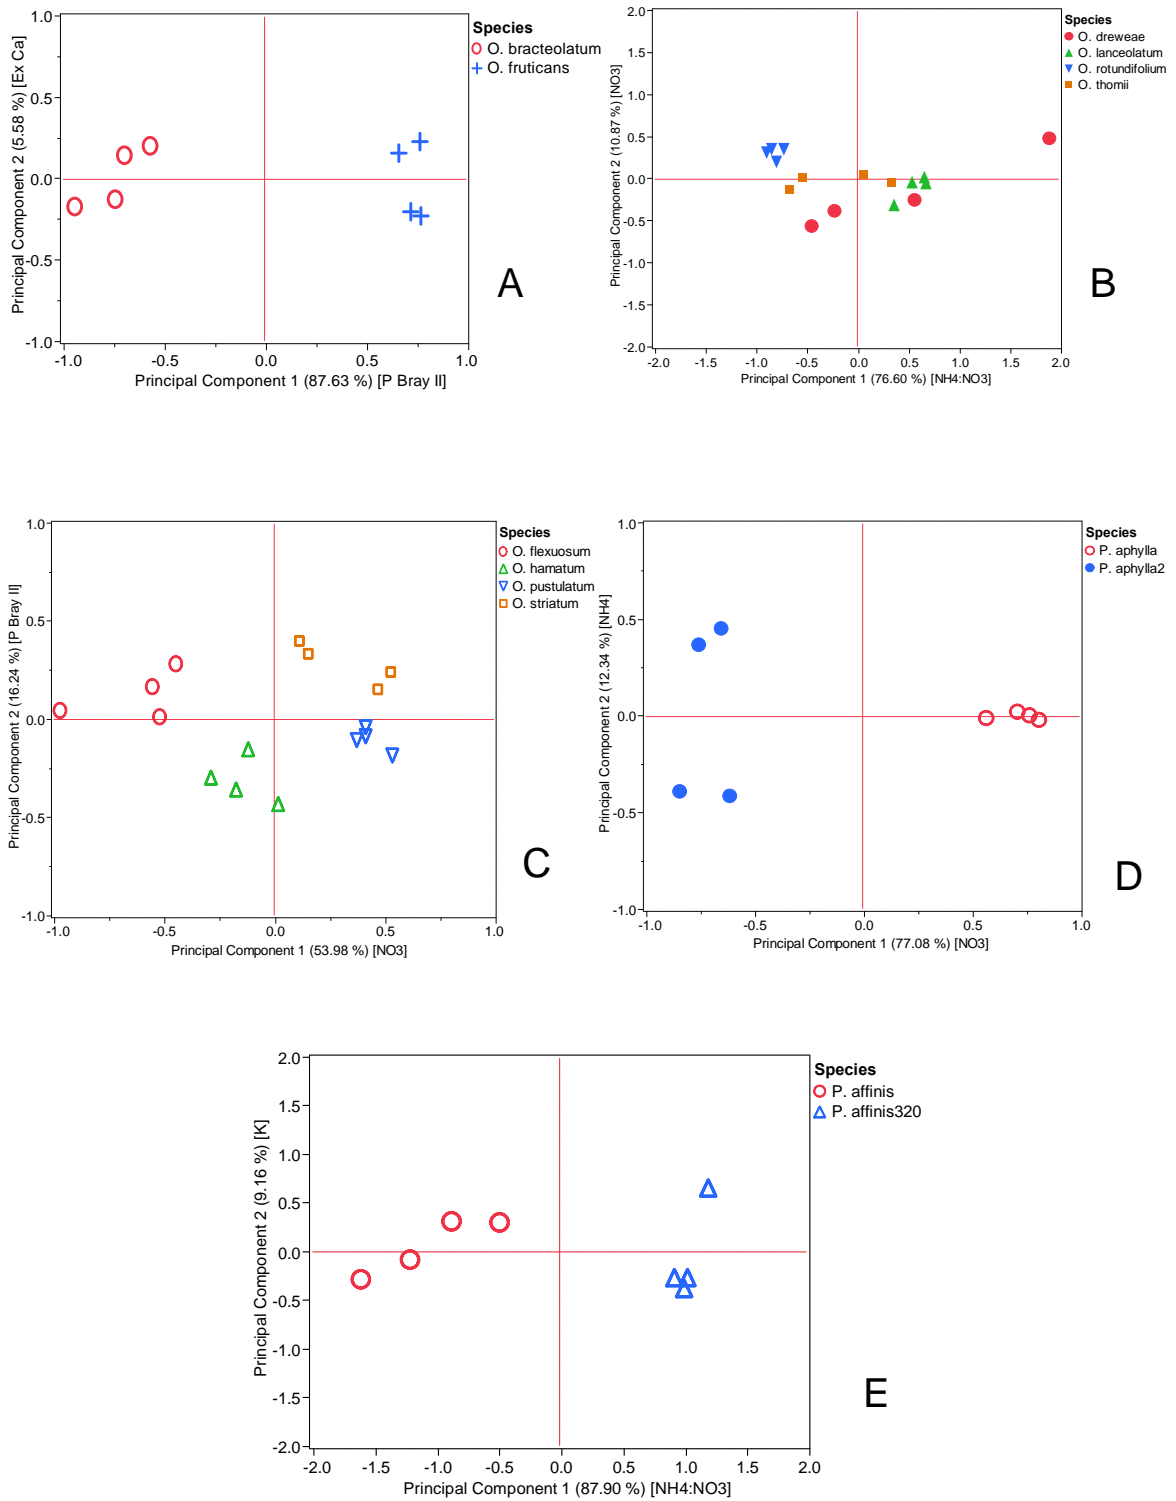 Principal Component 2 (5.58 %) [Ex Ca]
1.0
0.5
0.0
-0.5
-1.0
-1.0
-0.5
0.0
0.5
1.0
Principal Component 1 (87.63 %) [P Bray II]
Species
O. bracteolatum
O. fruticans
A
Principal Component 2 (10.87 %) [NO3]
2.0
1.5
1.0
0.5
0.0
-0.5
-1.0
-1.5
-2.0
-2.0
-1.5
-1.0
-0.5
0.0
0.5
1.0
1.5
2.0
Principal Component 1 (76.60 %) [NH4:NO3]
Species
O. dreweae
O. lanceolatum
O. rotundifolium
O. thomii
B
Principal Component 2 (16.24 %) [P Bray II]
1.0
0.5
0.0
-0.5
-1.0
-1.0
-0.5
0.0
0.5
1.0
Principal Component 1 (53.98 %) [NO3]
Species
O. flexuosum
O. hamatum
O. pustulatum
O. striatum
C
Principal Component 2 (12.34 %) [NH4]
1.0
0.5
0.0
-0.5
-1.0
-1.0
-0.5
0.0
0.5
1.0
Principal Component 1 (77.08 %) [NO3]
Species
P. aphylla
P. aphylla2
D
Principal Component 2 (9.16 %) [K]
2.0
1.5
1.0
0.5
0.0
-0.5
-1.0
-1.5
-2.0
-2.0
-1.5
-1.0
-0.5
0.0
0.5
1.0
1.5
2.0
Principal Component 1 (87.90 %) [NH4:NO3]
Species
P. affinis
P. affinis320
E